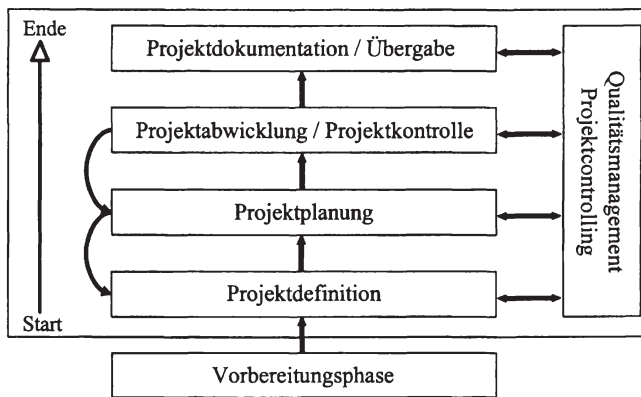 Ende
Projektdokumentation / Übergabe
Projektabwicklung / Projektkontrolle
Projektplanung
Projektdefinition
Start
Vorbereitungsphase
Qualitätsmanagement
Projektcontrolling